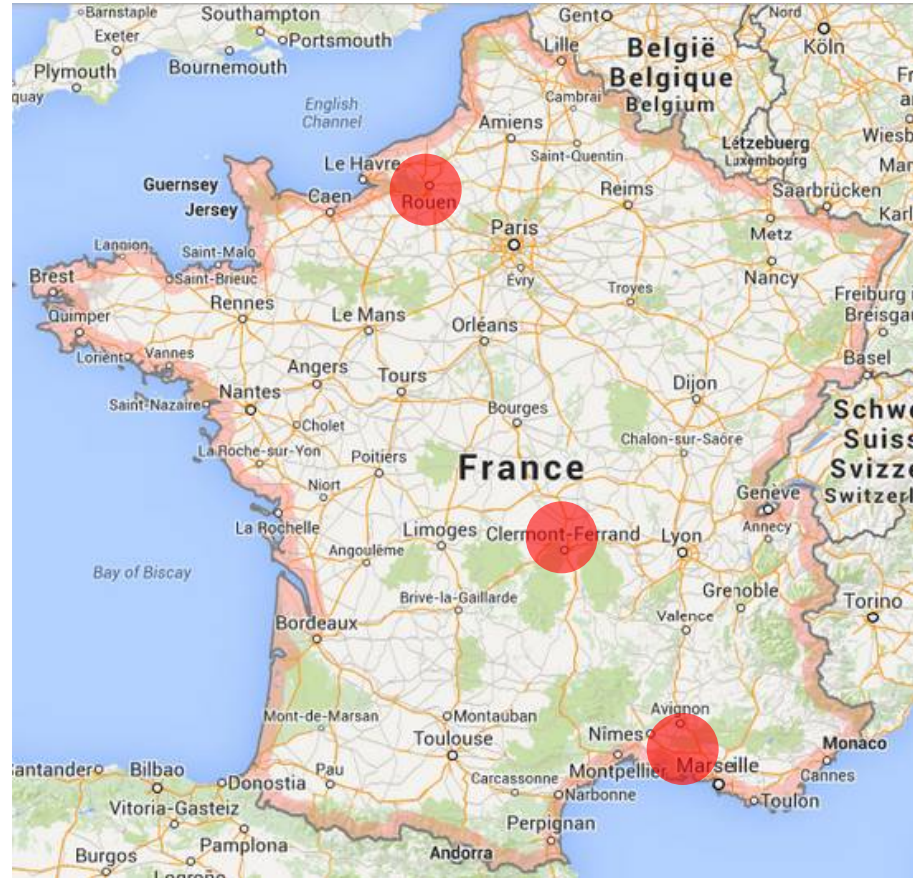 Barnstaple
Southampton
Exeter
Portsmouth
Plymouth
Bournemouth
quay
English
Channel
Gent
Lille
België
Belgique
Belgium
Nord
Köln
Fr
a
Cambrai
Amiens
Saint-Quentin
Lëtzebuerg
Luxembourg
Wiesb
Mar
Guernsey
Jersey
Le Havre
Caen
Rouen
Reims
Saarbrücken
Karl
Paris
Évry
Metz
Nancy
Troyes
Lannion
Saint-Malo
Brest
Saint-Brieuc
Quimper
Rennes
Le Mans
Orléans
Freiburg
Breisgau
Lorient
Vannes
Angers
Tours
Basel
Saint-Nazaire
Nantes
Cholet
Bourges
Dijon
Schwe
Suiss
Svizze
Switzerl
La Roche-sur-Yon
Poitiers
France
Chalon-sur-Saône
Niort
Genève
La Rochelle
Limoges
Clermont-Ferrand
Lyon
Annecy
Angoulême
Bay of Biscay
Brive-la-Gaillarde
Grenoble
Torino
Valence
Bordeaux
Mont-de-Marsan
Montauban
Avignon
Toulouse
Nîmes
Monaco
Montpellier
Marseille
Cannes
antander
Bilbao
Donostia
Pau
Carcassonne
Narbonne
Toulon
Vitoria-Gasteiz
Pamplona
Perpignan
Andorra
Burgos